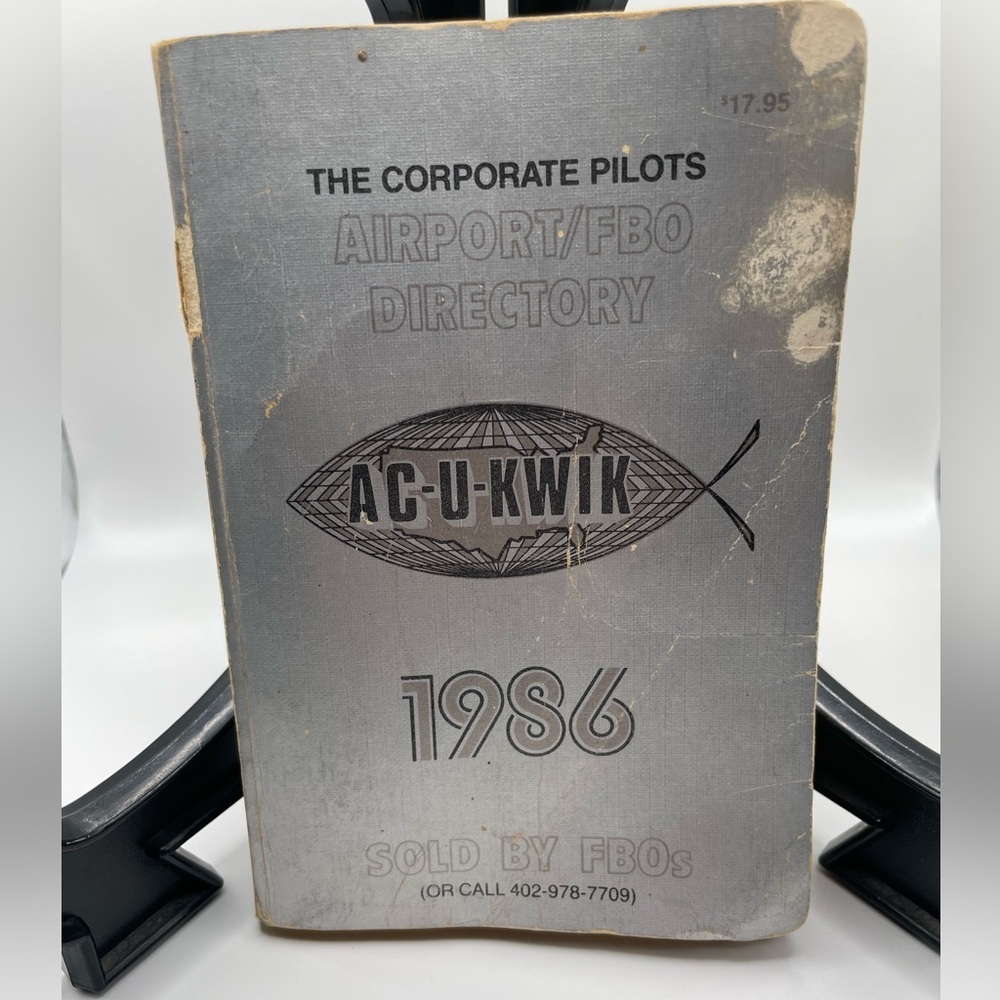 $17.95
THE CORPORATE PILOTS
AIRPORT/FBO
DIRECTORY
AC-U-KWIK
1986
SOLD BY FBOs
(OR CALL 402-978-7709)